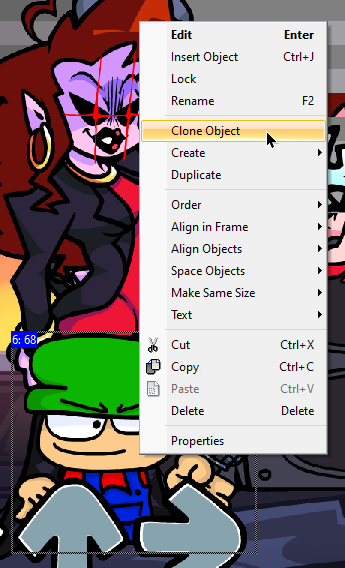 Edit Enter
Insert Object Ctrl+J
Lock
Rename F2
Clone Object
Create
Duplicate
Order
Align in Frame
Align Objects
Space Objects
Make Same Size
Text
6: 68
Cut Ctrl+X
Copy Ctrl+C
Paste Ctrl+V
Delete Delete
Properties